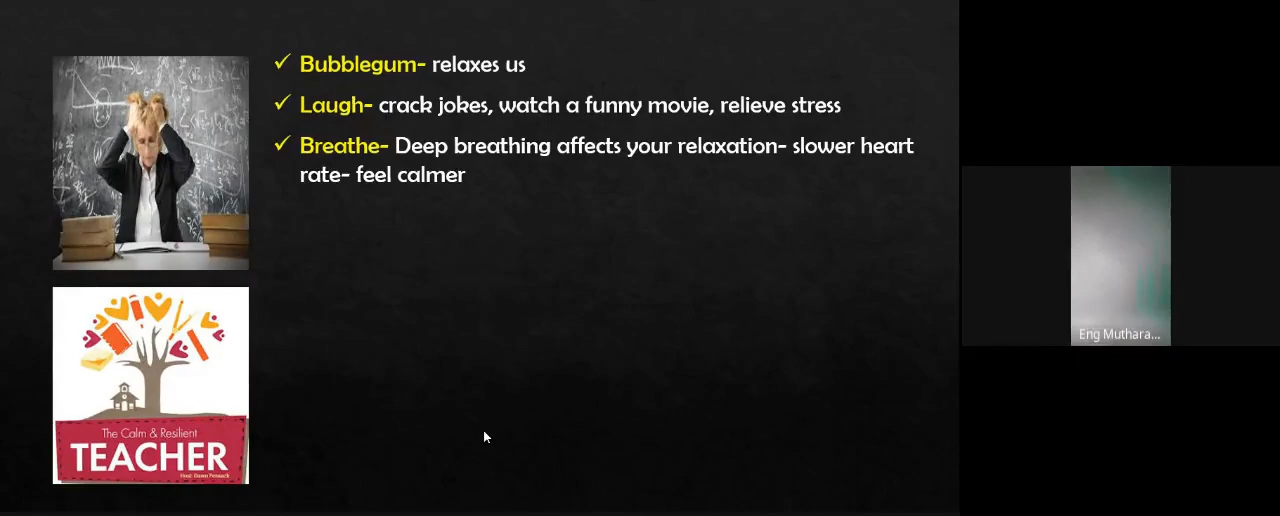 Bubblegum- relaxes us
Laugh- crack jokes, watch a funny movie, relieve stress
Breathe- Deep breathing affects your relaxation- slower heart
rate- feel calmer
The Calm & Resilient
TEACHER
Eng Muthara...